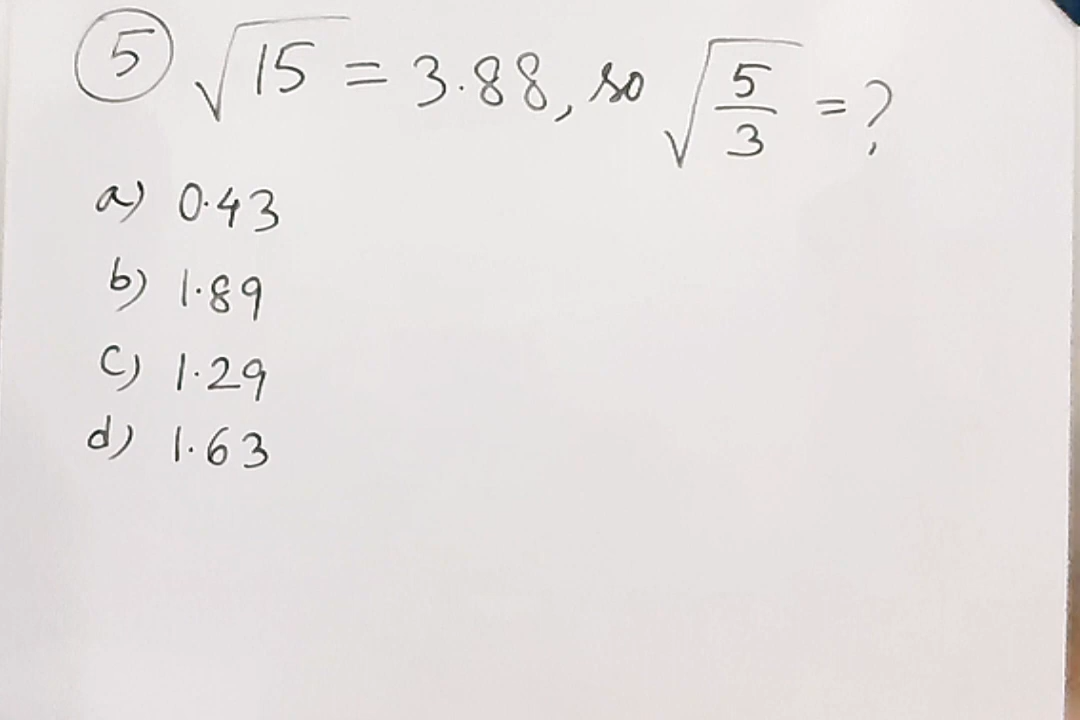 ⑤ √15 = 3.88, so √(5/3) = ?
a) 0.43
b) 1.89
c) 1.29
d) 1.63